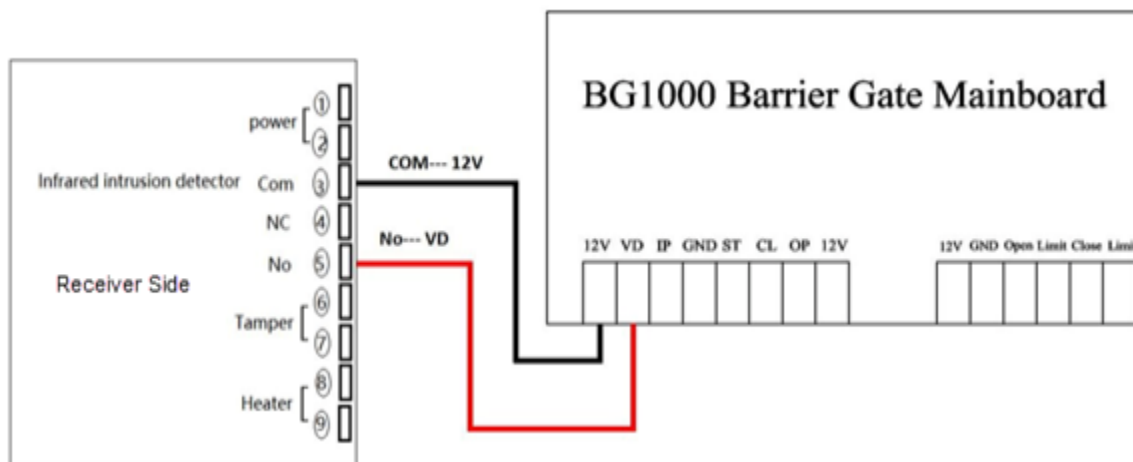 BG1000 Barrier Gate Mainboard
power
①
②
Infrared intrusion detector Com ③
NC ④
No ⑤
Receiver Side
Tamper
⑥
⑦
Heater
⑧
⑨
COM--- 12V
No--- VD
12V VD IP GND ST CL OP 12V
12V GND Open Limit Close Limi